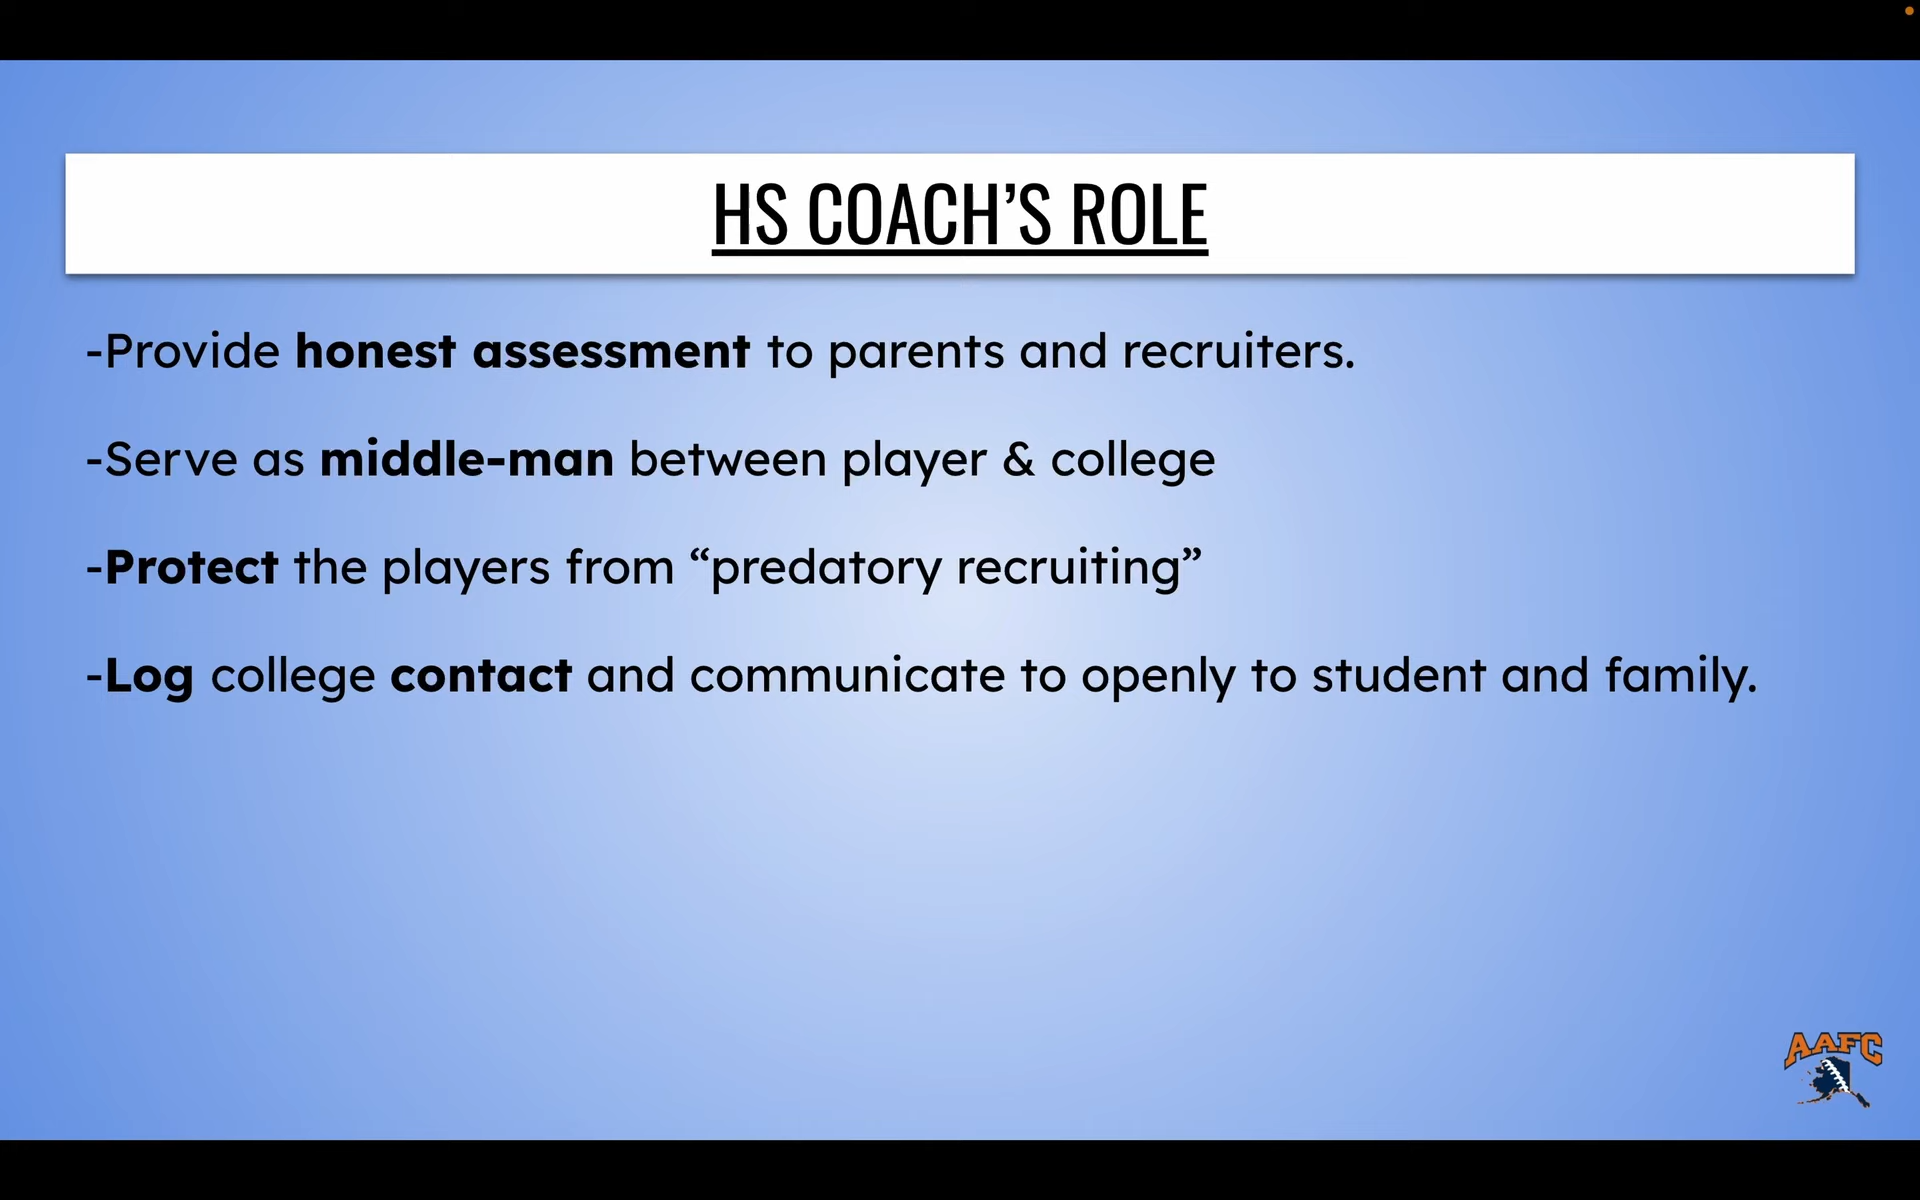 HS COACH’S ROLE
-Provide honest assessment to parents and recruiters.
-Serve as middle-man between player & college
-Protect the players from “predatory recruiting”
-Log college contact and communicate to openly to student and family.
AAFC